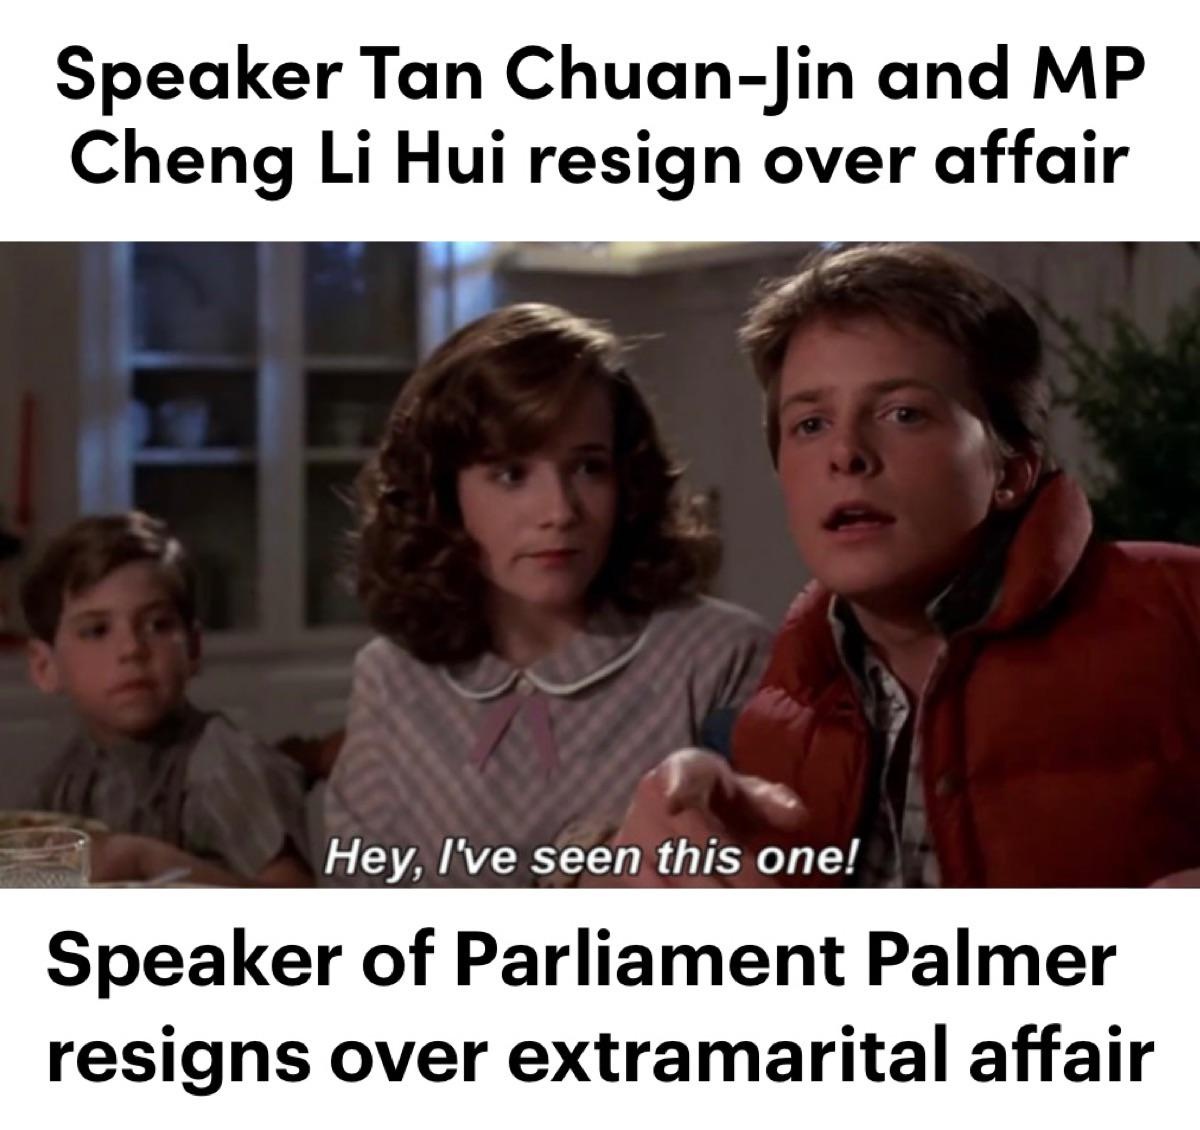 Speaker Tan Chuan-Jin and MP
Cheng Li Hui resign over affair
Hey, I've seen this one!
Speaker of Parliament Palmer
resigns over extramarital affair